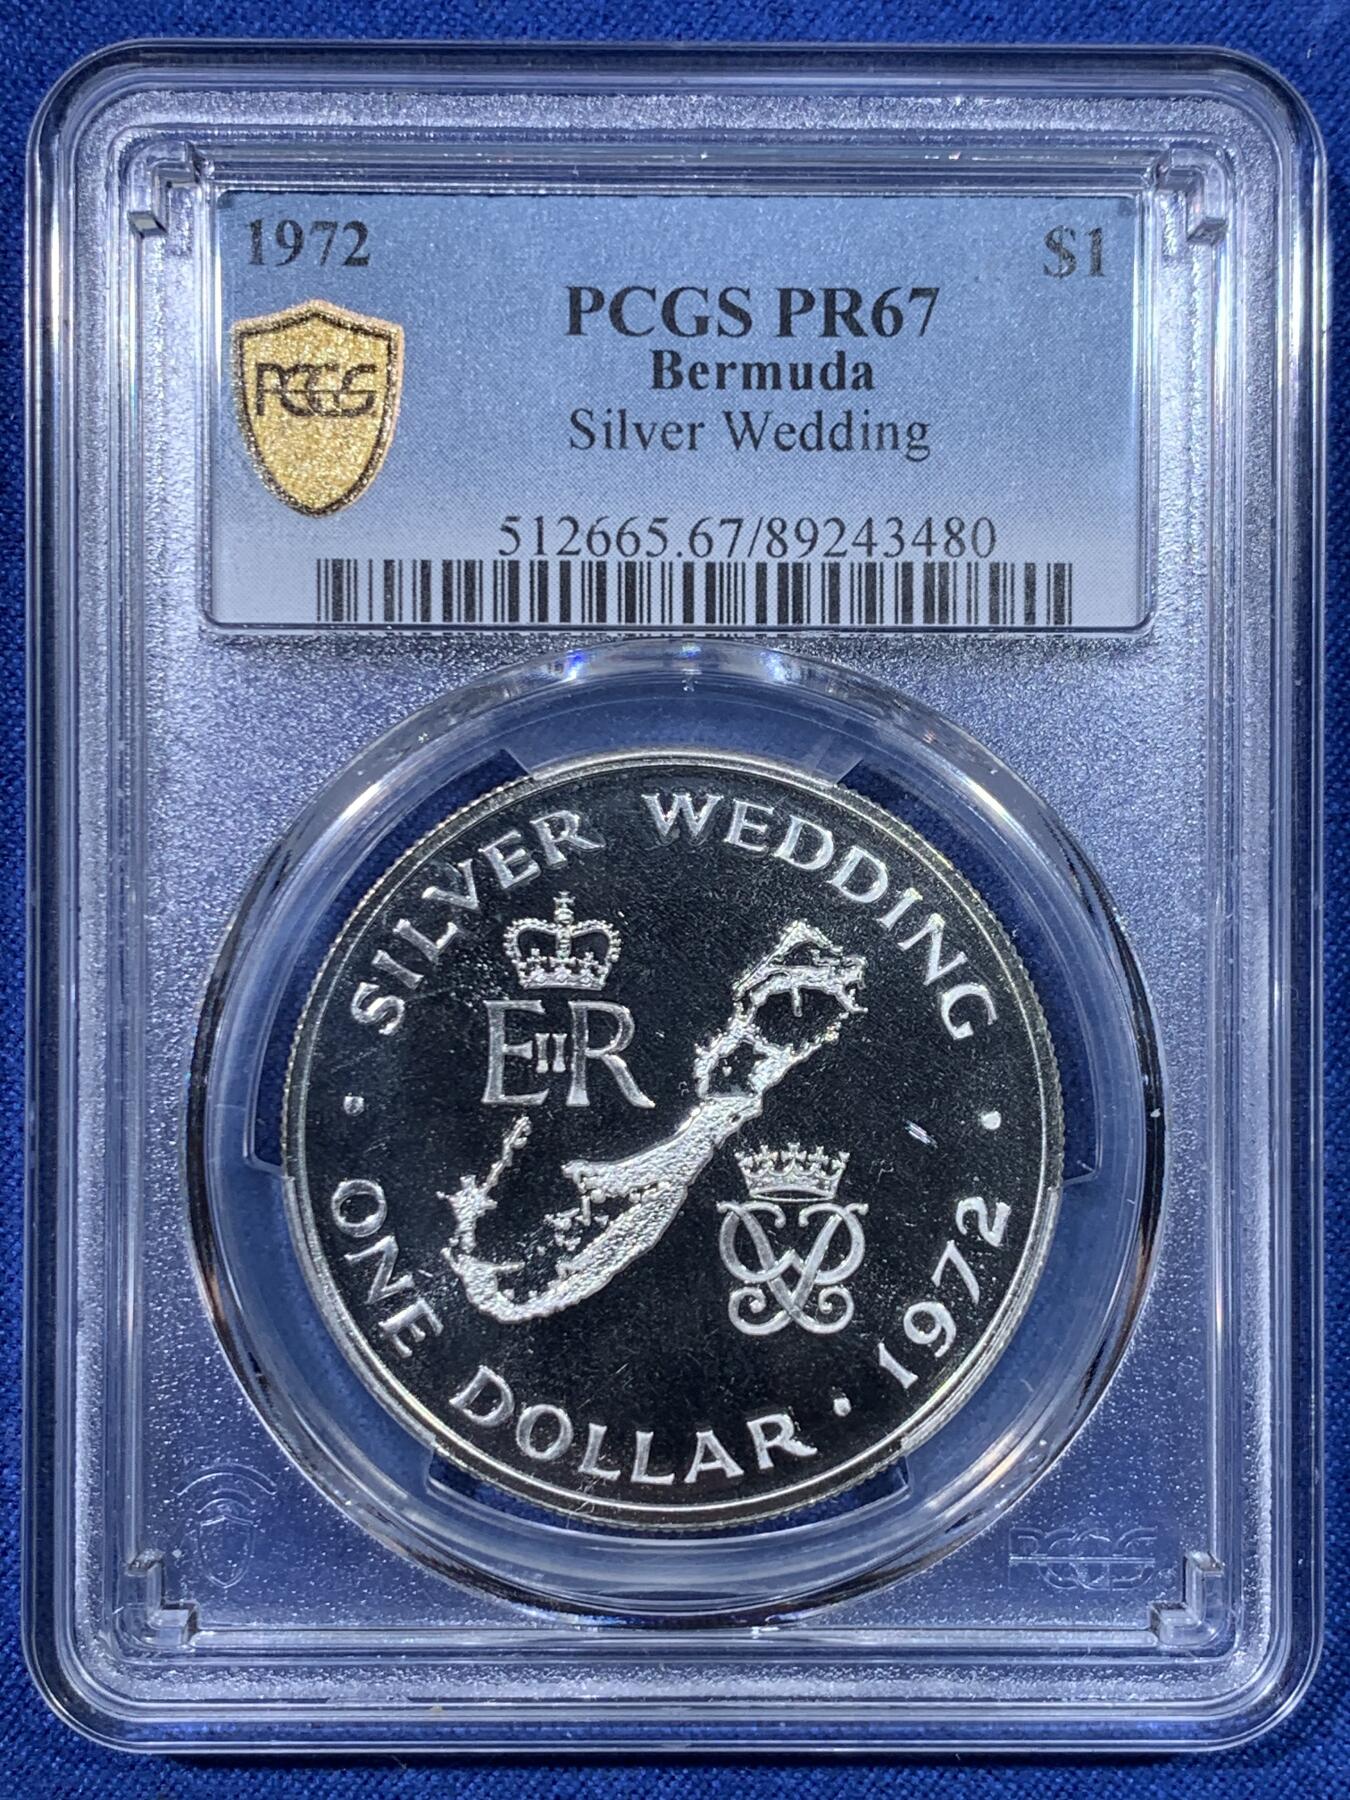 1972 $1
PCGS PR67
Bermuda
Silver Wedding
PCGS
512665.67/89243480
SILVER WEDDING
EIIR
· ONE DOLLAR · 1972 ·
PCGS